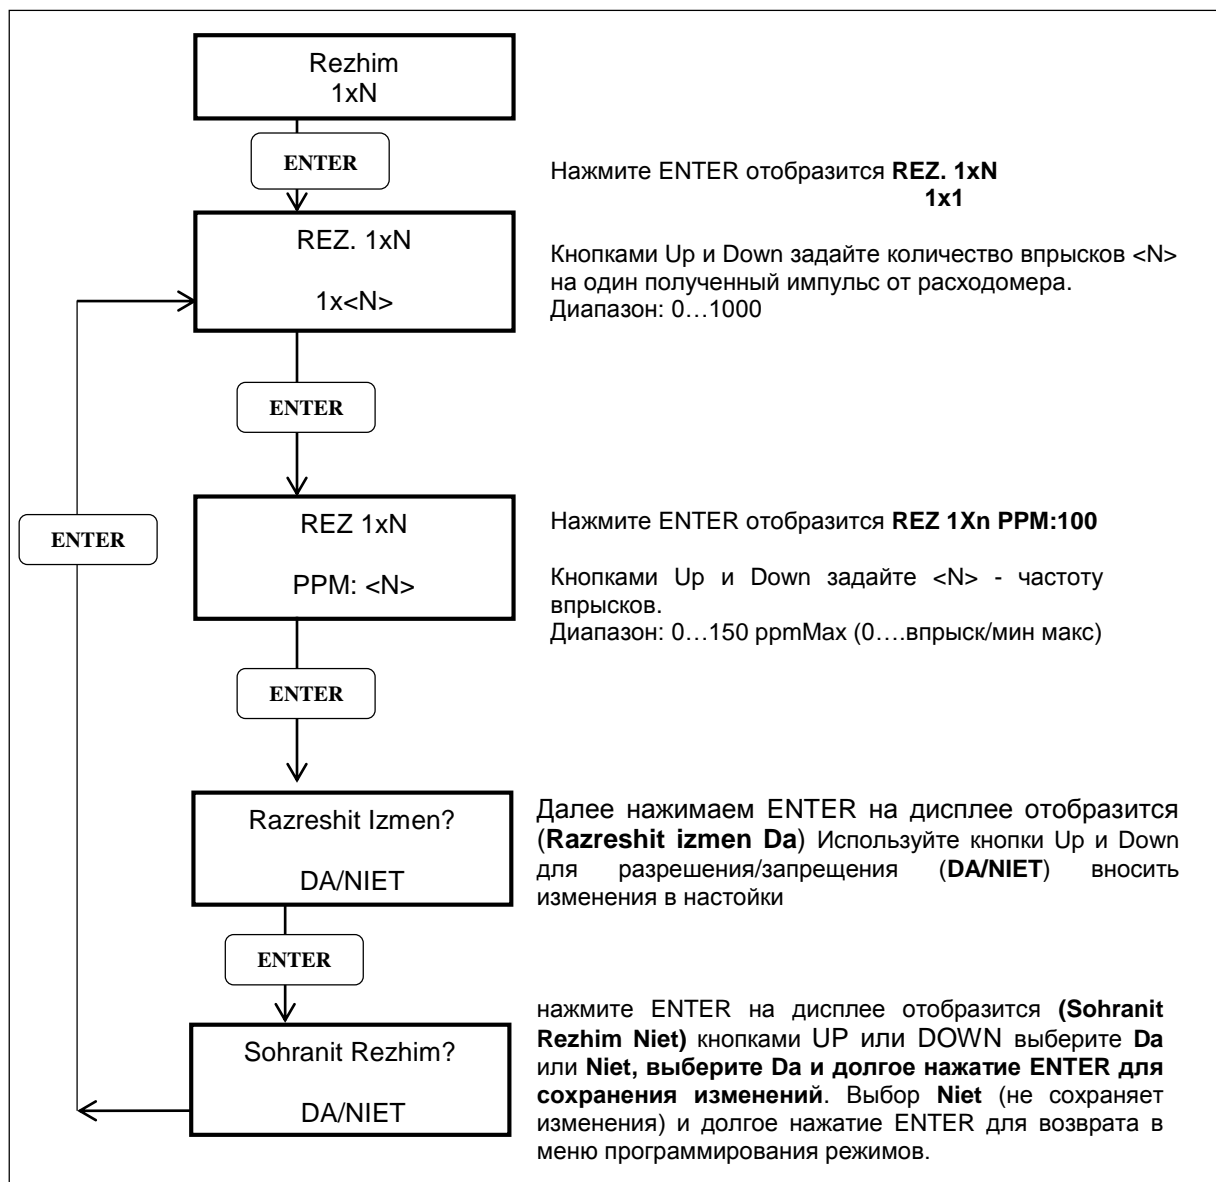 Rezhim
1xN
ENTER
Нажмите ENTER отобразится REZ. 1xN
1x1
REZ. 1xN
1x<N>
Кнопками Up и Down задайте количество впрысков <N>
на один полученный импульс от расходомера.
Диапазон: 0…1000
ENTER
REZ 1xN
PPM: <N>
ENTER
Нажмите ENTER отобразится REZ 1Xn PPM:100
Кнопками Up и Down задайте <N> - частоту
впрысков.
Диапазон: 0…150 ppmMax (0….впрыск/мин макс)
ENTER
Razreshit Izmen?
DA/NIET
Далее нажимаем ENTER на дисплее отобразится
(Razreshit izmen Da) Используйте кнопки Up и Down
для разрешения/запрещения (DA/NIET) вносить
изменения в настойки
ENTER
Sohranit Rezhim?
DA/NIET
нажмите ENTER на дисплее отобразится (Sohranit
Rezhim Niet) кнопками UP или DOWN выберите Da
или Niet, выберите Da и долгое нажатие ENTER для
сохранения изменений. Выбор Niet (не сохраняет
изменения) и долгое нажатие ENTER для возврата в
меню программирования режимов.